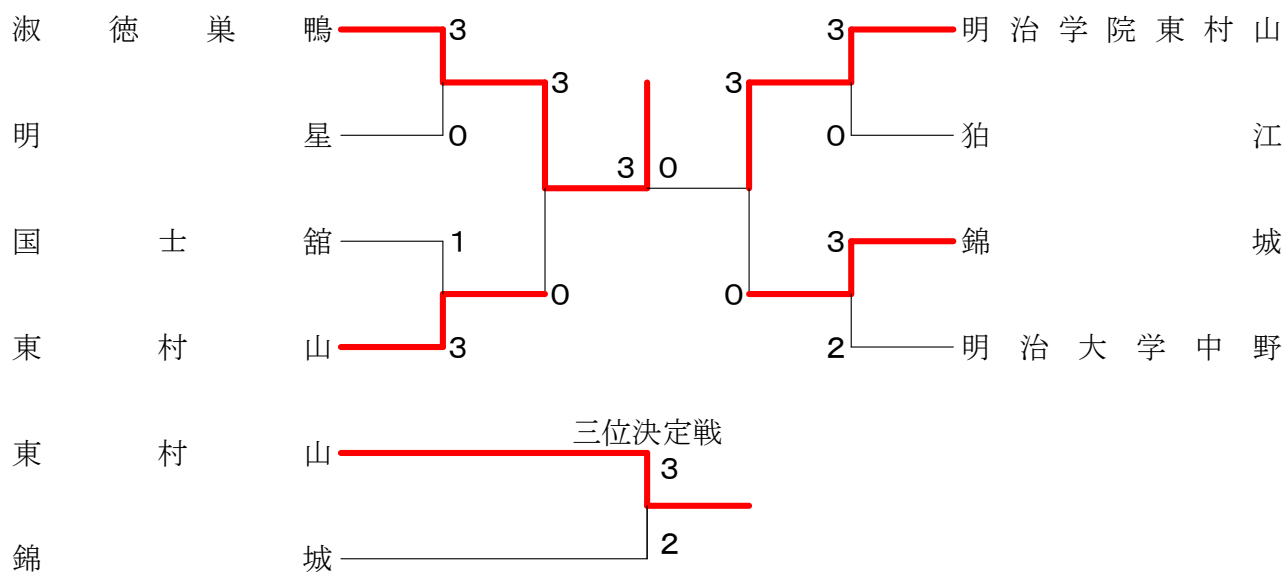 淑徳巣鴨 3 3 明治学院東村山
3 3
明星 0 0 狛江
3 0
国士舘 1 3 錦城
0 0
東村山 3 2 明治大学中野
三位決定戦
東村山 3
錦城 2